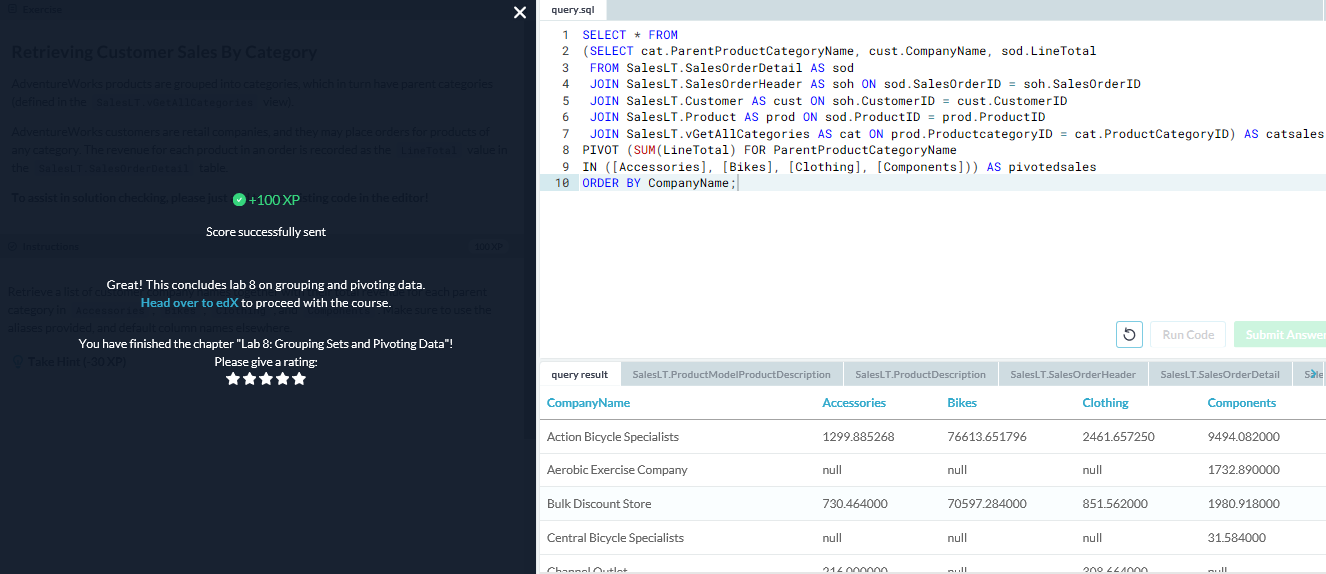 Exercise
Retrieving Customer Sales By Category
AdventureWorks products are grouped into categories, which in turn have parent categories
(defined in the SalesLT.vGetAllCategories view).
AdventureWorks customers are retail companies, and they may place orders for products of
any category. The revenue for each product in an order is recorded as the LineTotal value in
the SalesLT.SalesOrderDetail table.
To assist in solution checking, please just
ting code in the editor!
+100 XP
Score successfully sent
Instructions
100 XP
Great! This concludes lab 8 on grouping and pivoting data.
Retrieve a list of customer
for each parent
Head over to edX to proceed with the course.
category in
Make sure to use the
aliases provided, and default column names elsewhere.
You have finished the chapter "Lab 8: Grouping Sets and Pivoting Data"!
Take Hint (-30 XP)
Please give a rating:
query.sql
1 SELECT * FROM
2 (SELECT cat.ParentProductCategoryName, cust.CompanyName, sod.LineTotal
3 FROM SalesLT.SalesOrderDetail AS sod
4 JOIN SalesLT.SalesOrderHeader AS soh ON sod.SalesOrderID = soh.SalesOrderID
5 JOIN SalesLT.Customer AS cust ON soh.CustomerID = cust.CustomerID
6 JOIN SalesLT.Product AS prod ON sod.ProductID = prod.ProductID
7 JOIN SalesLT.vGetAllCategories AS cat ON prod.ProductcategoryID = cat.ProductCategoryID) AS catsales
8 PIVOT (SUM(LineTotal) FOR ParentProductCategoryName
9 IN ([Accessories], [Bikes], [Clothing], [Components])) AS pivotedsales
10 ORDER BY CompanyName;
Run Code Submit Answer
query result SalesLT.ProductModelProductDescription SalesLT.ProductDescription SalesLT.SalesOrderHeader SalesLT.SalesOrderDetail
CompanyName Accessories Bikes Clothing Components
Action Bicycle Specialists 1299.885268 76613.651796 2461.657250 9494.082000
Aerobic Exercise Company null null null 1732.890000
Bulk Discount Store 730.464000 70597.284000 851.562000 1980.918000
Central Bicycle Specialists null null null 31.584000
Channel Outlet 216.000000 null 308.664000 null